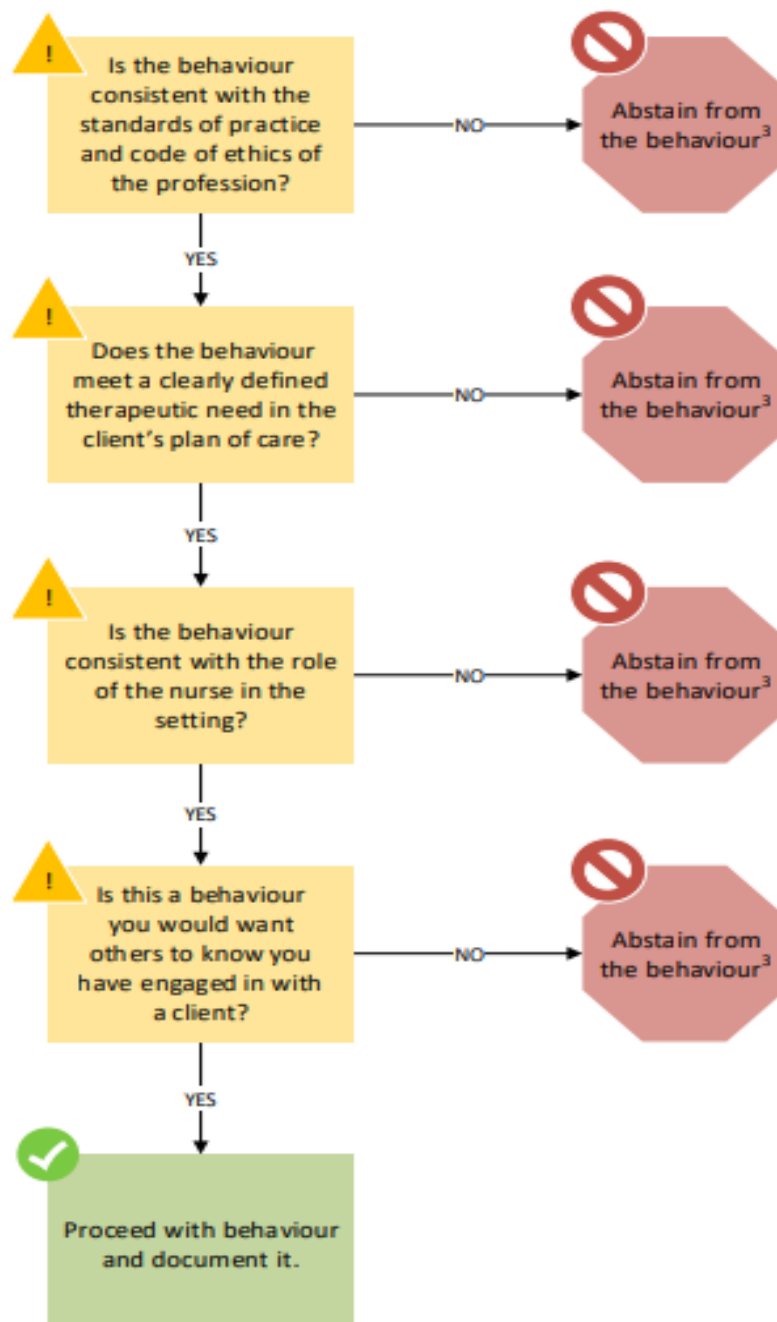 !
Is the behaviour
consistent with the
standards of practice
and code of ethics of
the profession?
NO
Abstain from
the behaviour³
YES
!
Does the behaviour
meet a clearly defined
therapeutic need in the
client's plan of care?
NO
Abstain from
the behaviour³
YES
!
Is the behaviour
consistent with the role
of the nurse in the
setting?
NO
Abstain from
the behaviour³
YES
!
Is this a behaviour
you would want
others to know you
have engaged in with
a client?
NO
Abstain from
the behaviour³
YES
Proceed with behaviour
and document it.